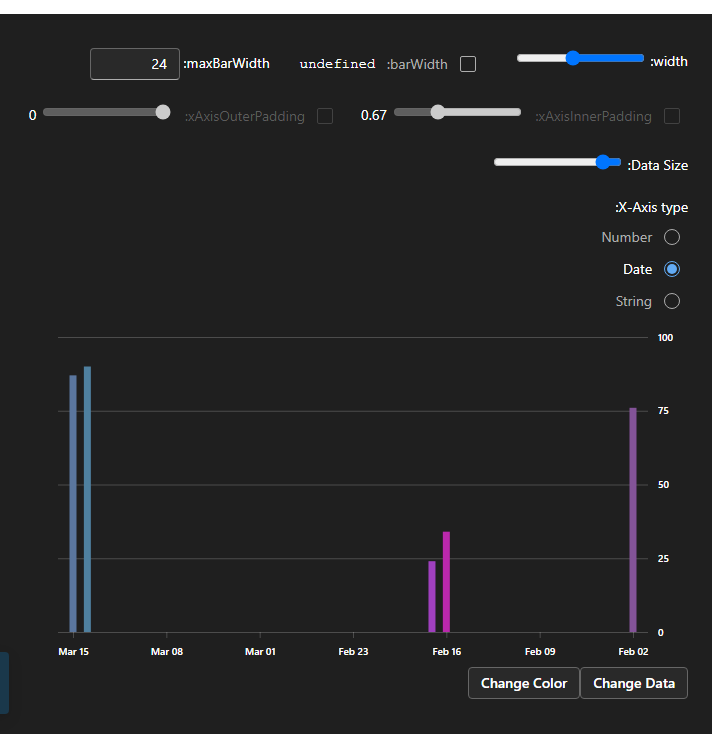 width:
barWidth: undefined
maxBarWidth: 24
xAxisInnerPadding: 0.67
xAxisOuterPadding: 0
Data Size:
X-Axis type:
Number
Date
String
100
75
50
25
0
Mar 15 Mar 08 Mar 01 Feb 23 Feb 16 Feb 09 Feb 02
Change Color Change Data